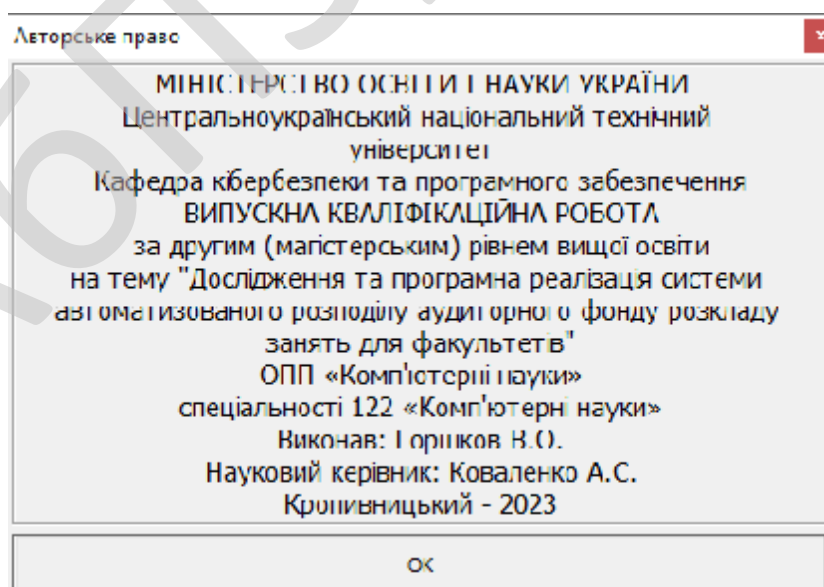 Авторське право
МІНІСТЕРСТВО ОСВІТИ І НАУКИ УКРАЇНИ
Центральноукраїнський національний технічний
університет
Кафедра кібербезпеки та програмного забезпечення
ВИПУСКНА КВАЛІФІКАЦІЙНА РОБОТА
за другим (магістерським) рівнем вищої освіти
на тему "Дослідження та програмна реалізація системи
автоматизованого розподілу аудиторного фонду розкладу
занять для факультетів"
ОПП «Комп'ютерні науки»
спеціальності 122 «Комп'ютерні науки»
Виконав: Горшков В.О.
Науковий керівник: Коваленко А.С.
Кропивницький - 2023
ОК